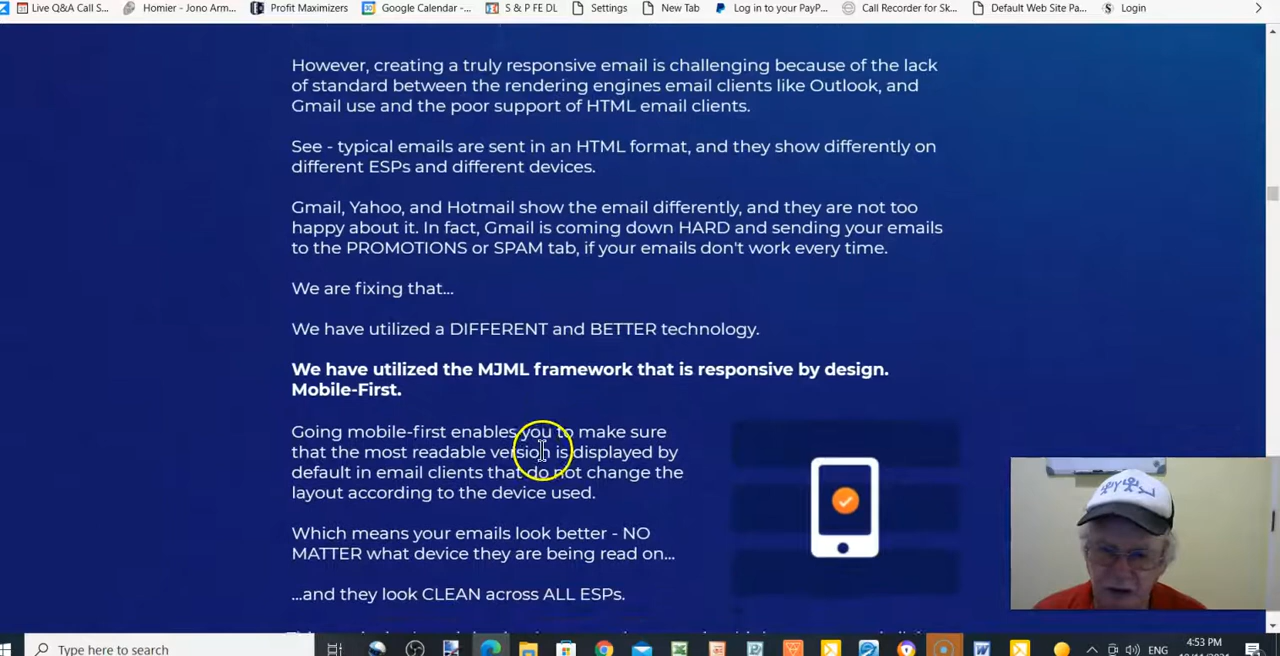 Live Q&A Call S...
Homier - Jono Arm...
Profit Maximizers
Google Calendar -...
S & P FE DL
Settings
New Tab
Log in to your PayP...
Call Recorder for Sk...
Default Web Site Pa...
Login
However, creating a truly responsive email is challenging because of the lack
of standard between the rendering engines email clients like Outlook, and
Gmail use and the poor support of HTML email clients.
See - typical emails are sent in an HTML format, and they show differently on
different ESPs and different devices.
Gmail, Yahoo, and Hotmail show the email differently, and they are not too
happy about it. In fact, Gmail is coming down HARD and sending your emails
to the PROMOTIONS or SPAM tab, if your emails don't work every time.
We are fixing that...
We have utilized a DIFFERENT and BETTER technology.
We have utilized the MJML framework that is responsive by design.
Mobile-First.
Going mobile-first enables you to make sure
that the most readable version is displayed by
default in email clients that do not change the
layout according to the device used.
Which means your emails look better - NO
MATTER what device they are being read on...
...and they look CLEAN across ALL ESPs.
Type here to search
ENG
4:53 PM